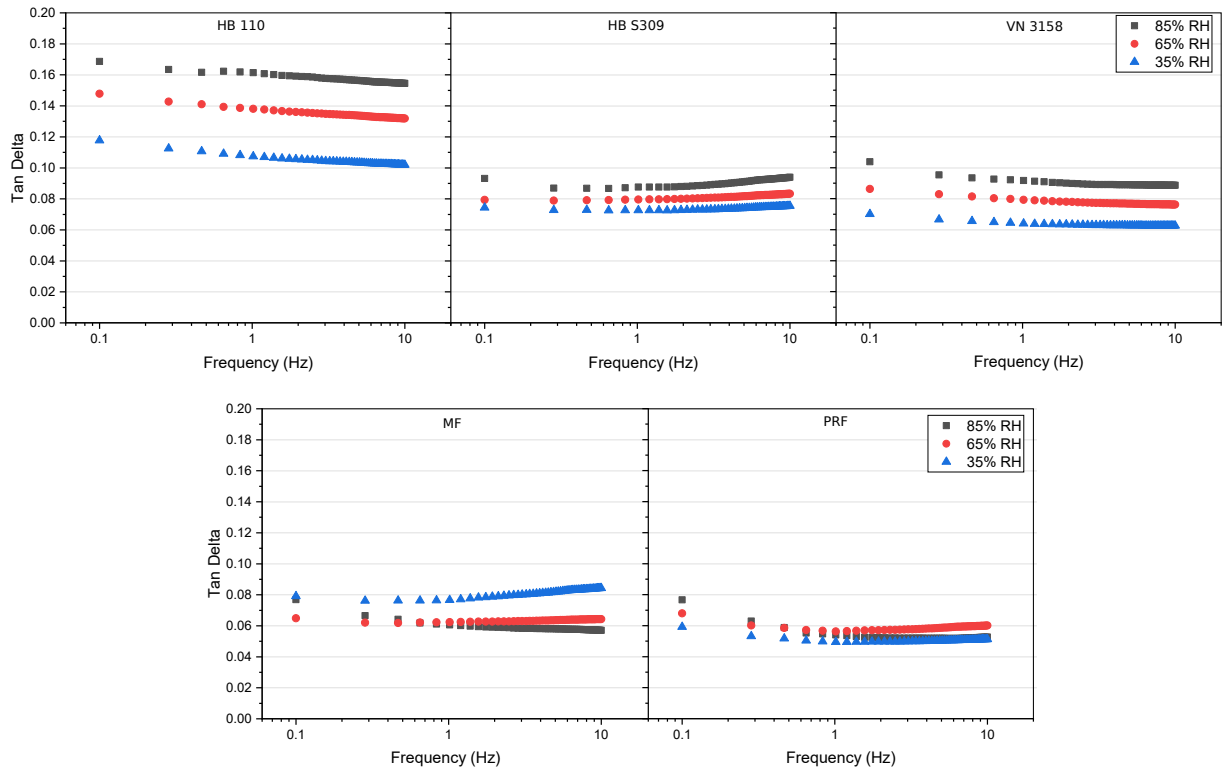 HB 110
HB S309
VN 3158
85% RH
65% RH
35% RH
Tan Delta
0.20
0.18
0.16
0.14
0.12
0.10
0.08
0.06
0.04
0.02
0.00
0.1 1 10
0.1 1 10
0.1 1 10
Frequency (Hz)
Frequency (Hz)
Frequency (Hz)
MF
PRF
85% RH
65% RH
35% RH
Tan Delta
0.20
0.18
0.16
0.14
0.12
0.10
0.08
0.06
0.04
0.02
0.00
0.1 1 10
0.1 1 10
Frequency (Hz)
Frequency (Hz)